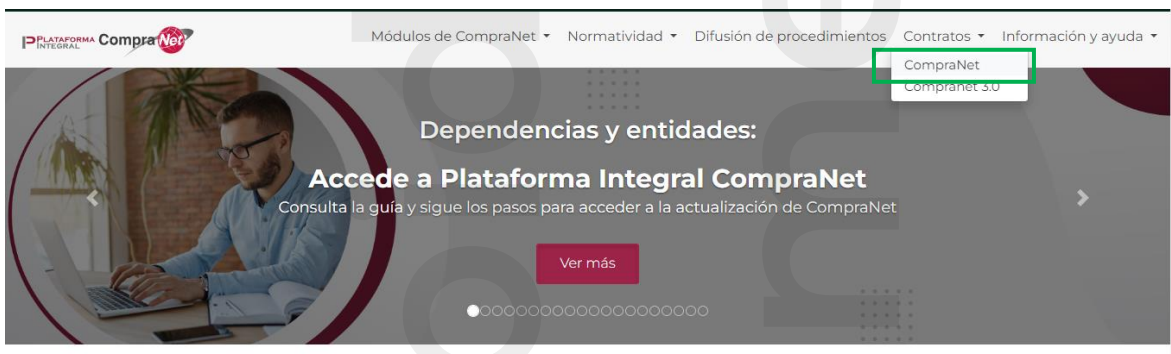 PLATAFORMA INTEGRAL CompraNet
Módulos de CompraNet Normatividad Difusión de procedimientos Contratos Información y ayuda
CompraNet
Compranet 3.0
Dependencias y entidades:
Accede a Plataforma Integral CompraNet
Consulta la guía y sigue los pasos para acceder a la actualización de CompraNet
Ver más